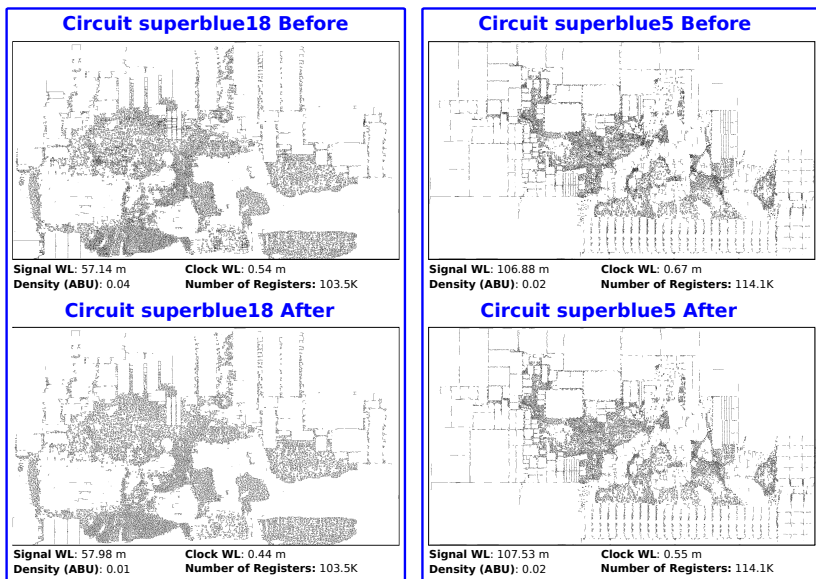 Circuit superblue18 Before
Signal WL: 57.14 m Clock WL: 0.54 m
Density (ABU): 0.04 Number of Registers: 103.5K
Circuit superblue18 After
Signal WL: 57.98 m Clock WL: 0.44 m
Density (ABU): 0.01 Number of Registers: 103.5K
Circuit superblue5 Before
Signal WL: 106.88 m Clock WL: 0.67 m
Density (ABU): 0.02 Number of Registers: 114.1K
Circuit superblue5 After
Signal WL: 107.53 m Clock WL: 0.55 m
Density (ABU): 0.02 Number of Registers: 114.1K